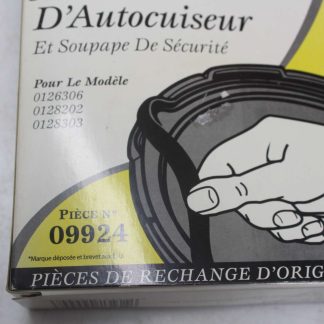 D'Autocuiseur
Et Soupape De Sécurité
Pour Le Modèle
0126306
0128202
0128303
PIÈCE N°
09924
*Marque déposée et brevet aux
PIÈCES DE RECHANGE D'ORIG